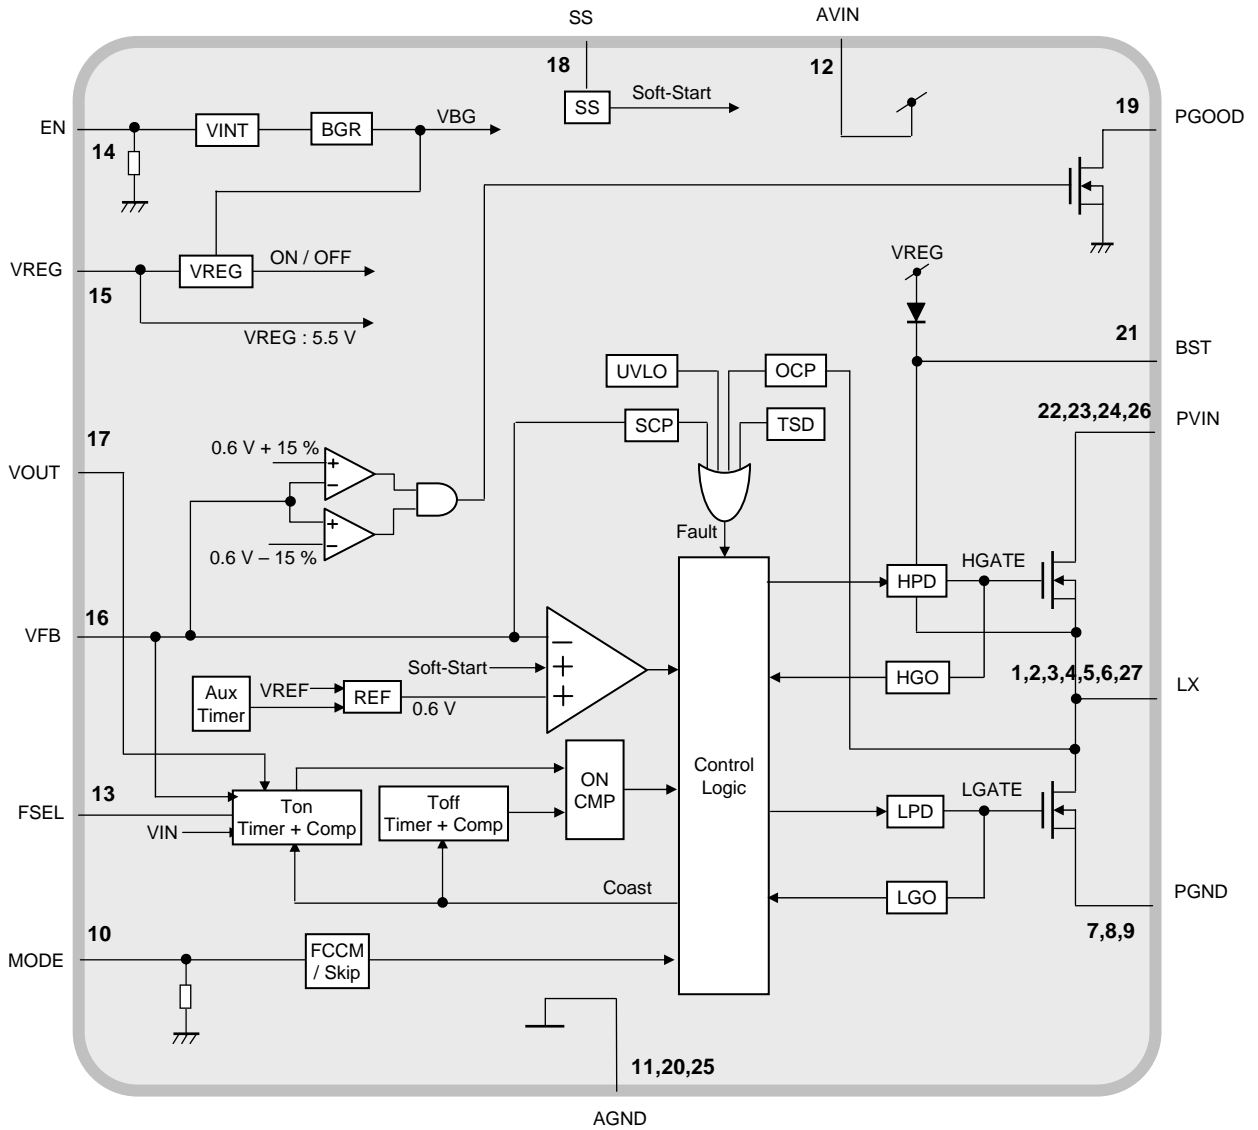 SS
AVIN
18
12
SS
Soft-Start
19
PGOOD
EN
14
VINT
BGR
VBG
VREG
15
VREG
ON / OFF
VREG : 5.5 V
VREG
21
BST
UVLO
OCP
SCP
TSD
22,23,24,26
PVIN
17
VOUT
0.6 V + 15 %
+
−
+
−
0.6 V – 15 %
Fault
16
VFB
HPD
HGATE
−
Soft-Start
+
+
HGO
1,2,3,4,5,6,27
LX
Aux
Timer
VREF
REF
0.6 V
Control
Logic
ON
CMP
13
FSEL
VIN
Ton
Timer + Comp
Toff
Timer + Comp
LPD
LGATE
Coast
LGO
PGND
7,8,9
10
MODE
FCCM
/ Skip
11,20,25
AGND